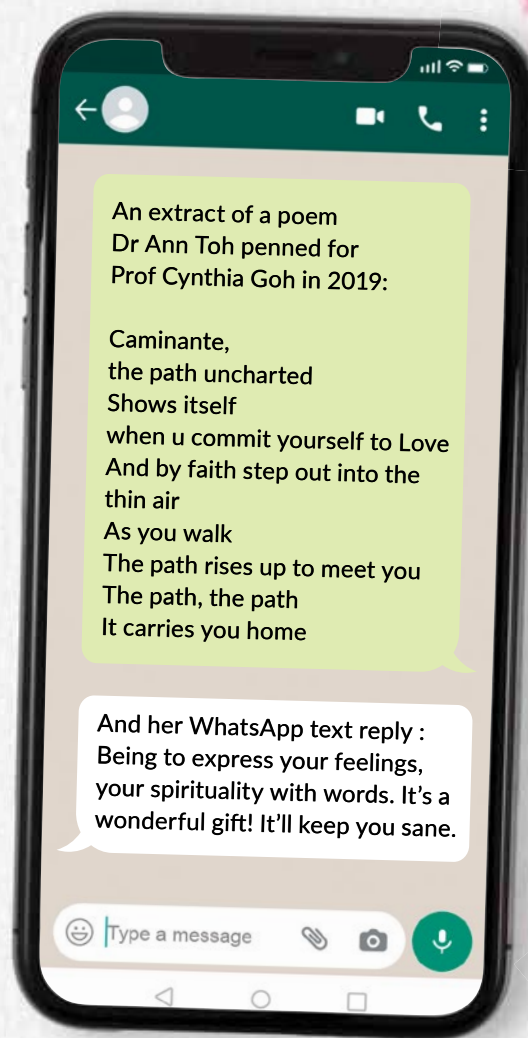 An extract of a poem
Dr Ann Toh penned for
Prof Cynthia Goh in 2019:
Caminante,
the path uncharted
Shows itself
when u commit yourself to Love
And by faith step out into the
thin air
As you walk
The path rises up to meet you
The path, the path
It carries you home
And her WhatsApp text reply :
Being to express your feelings,
your spirituality with words. It’s a
wonderful gift! It’ll keep you sane.
Type a message